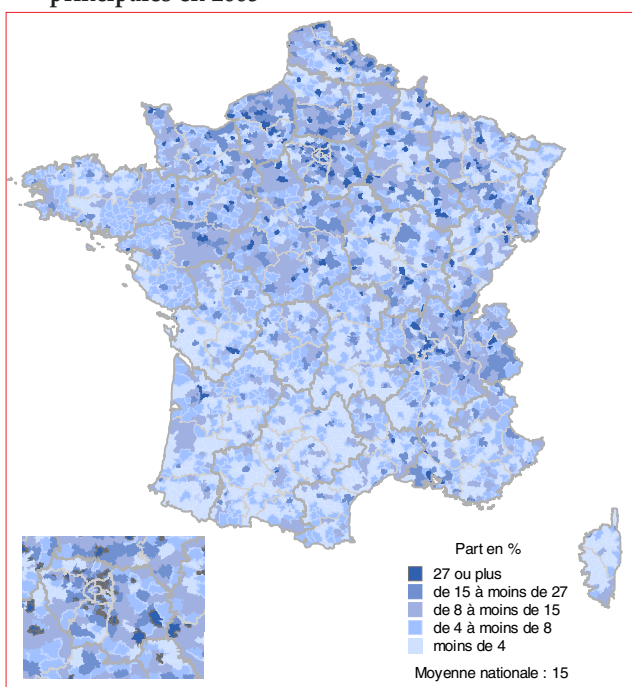 Part en %
27 ou plus
de 15 à moins de 27
de 8 à moins de 15
de 4 à moins de 8
moins de 4
Moyenne nationale : 15